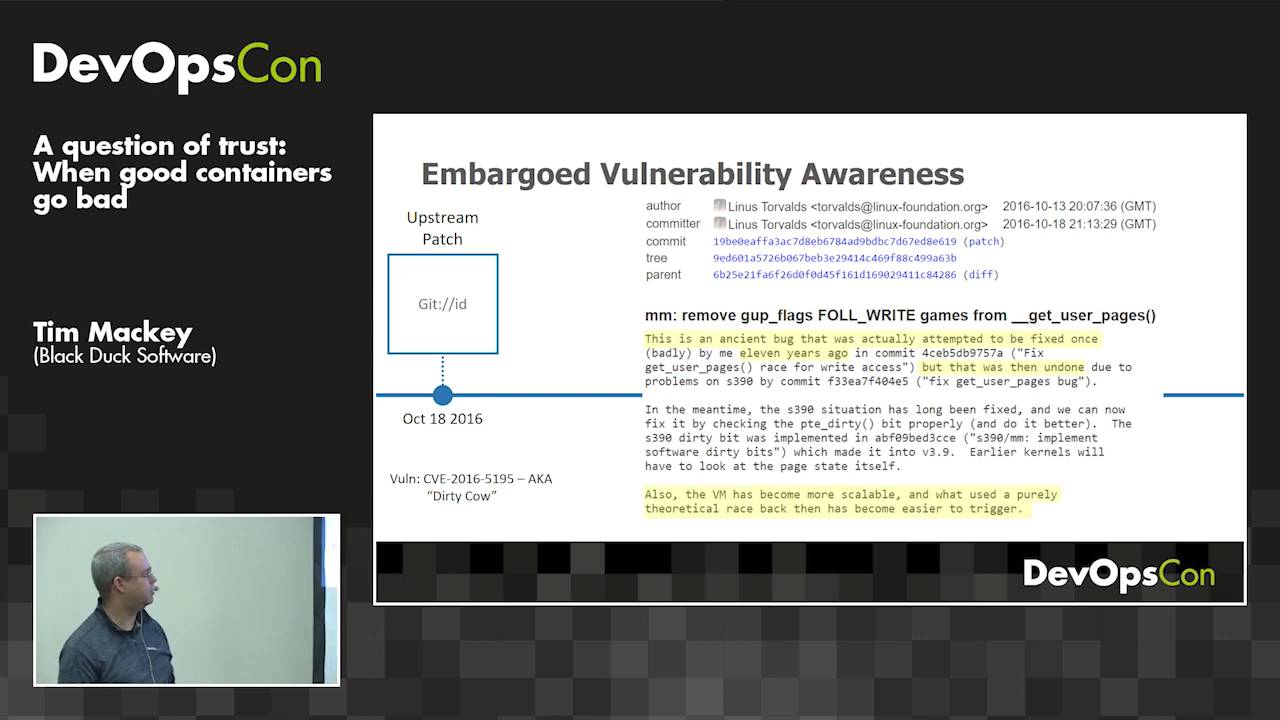 DevOpsCon
A question of trust:
When good containers
go bad
Tim Mackey
(Black Duck Software)
Embargoed Vulnerability Awareness
Upstream
Patch
Git://id
Oct 18 2016
Vuln: CVE-2016-5195 – AKA
“Dirty Cow”
author Linus Torvalds <torvalds@linux-foundation.org> 2016-10-13 20:07:36 (GMT)
committer Linus Torvalds <torvalds@linux-foundation.org> 2016-10-18 21:13:29 (GMT)
commit 19be0eaffa3ac7d8eb6784ad9bdbc7d67ed8e619 (patch)
tree 9ed601a5726b067beb3e29414c469f88c499a63b
parent 6b25e21fa6f26d0f0d45f161d169029411c84286 (diff)
mm: remove gup_flags FOLL_WRITE games from __get_user_pages()
This is an ancient bug that was actually attempted to be fixed once
(badly) by me eleven years ago in commit 4ceb5db9757a ("Fix
get_user_pages() race for write access") but that was then undone due to
problems on s390 by commit f33ea7f404e5 ("fix get_user_pages bug").
In the meantime, the s390 situation has long been fixed, and we can now
fix it by checking the pte_dirty() bit properly (and do it better). The
s390 dirty bit was implemented in abf09bed3cce ("s390/mm: implement
software dirty bits") which made it into v3.9. Earlier kernels will
have to look at the page state itself.
Also, the VM has become more scalable, and what used a purely
theoretical race back then has become easier to trigger.
DevOpsCon